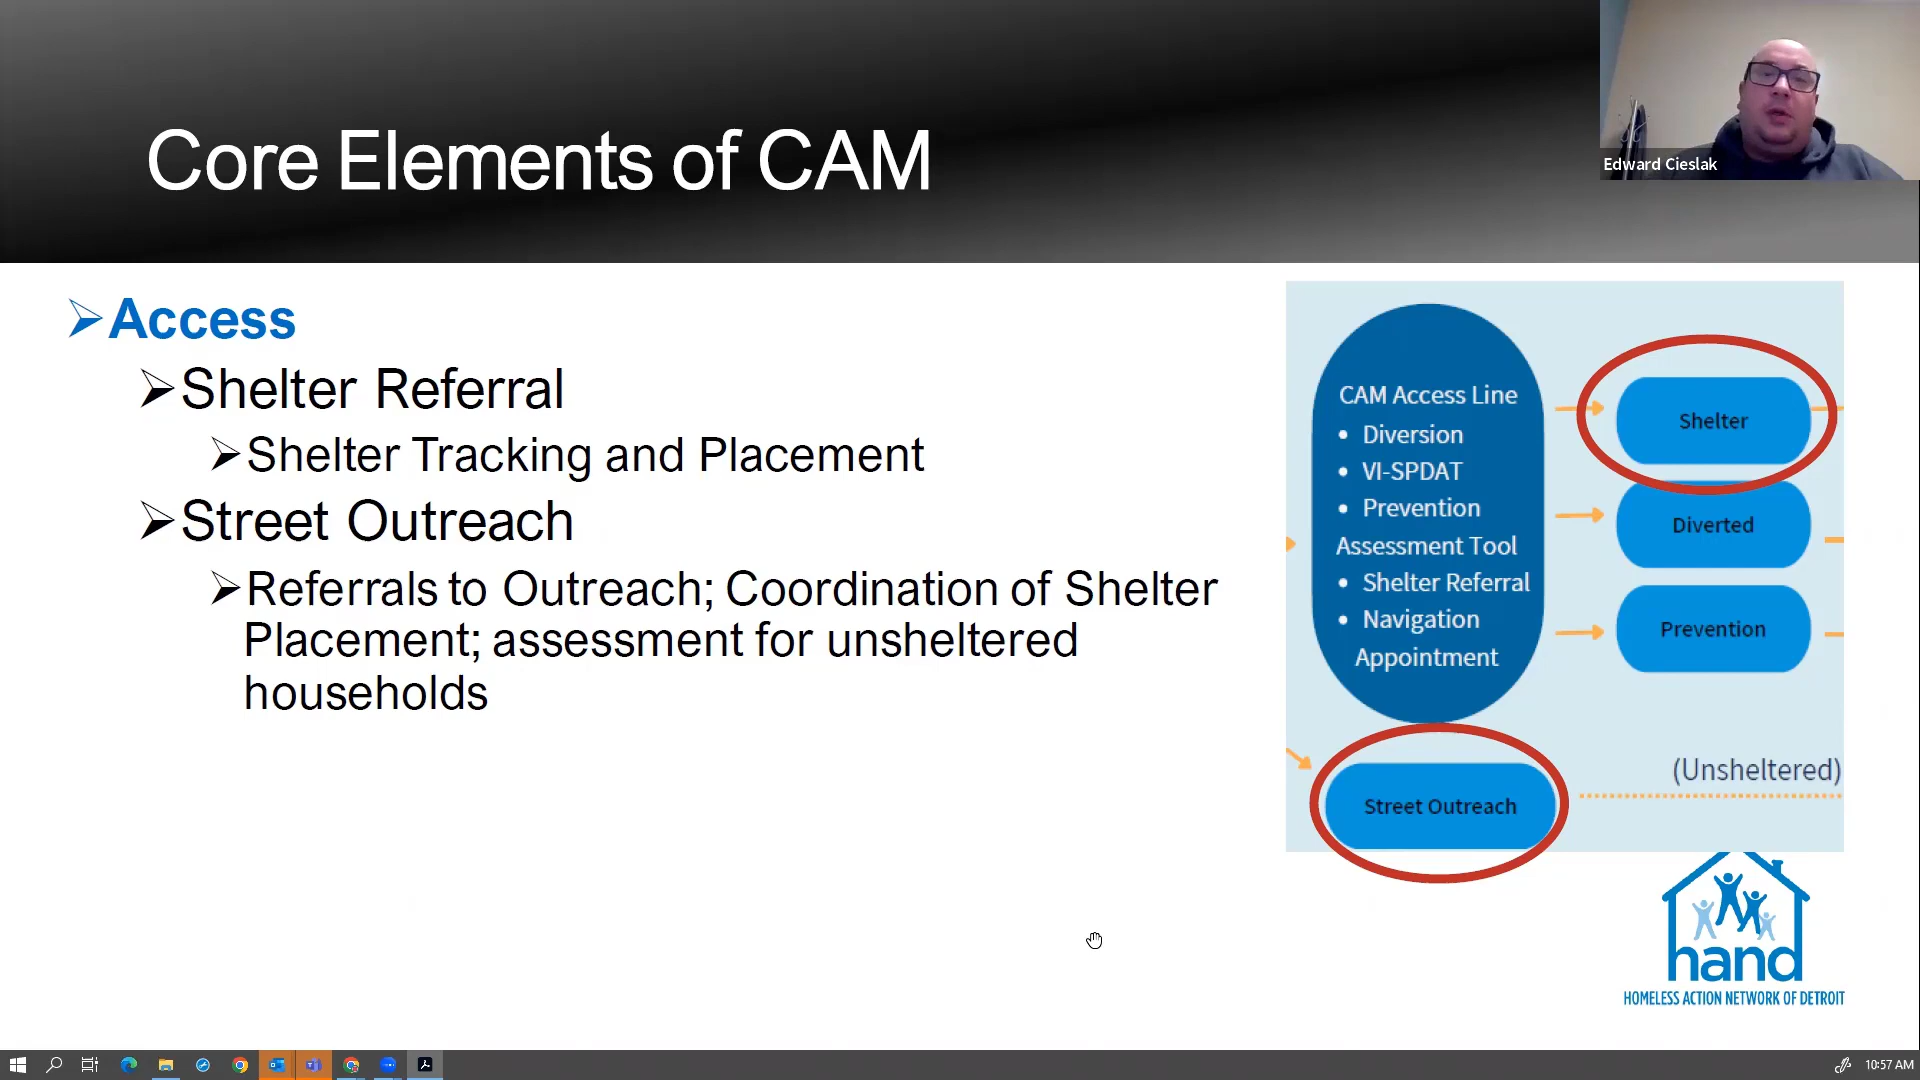 Core Elements of CAM
Edward Cieslak
Access
Shelter Referral
Shelter Tracking and Placement
Street Outreach
Referrals to Outreach; Coordination of Shelter
Placement; assessment for unsheltered
households
CAM Access Line
• Diversion
• VI-SPDAT
• Prevention
Assessment Tool
• Shelter Referral
• Navigation
Appointment
Shelter
Diverted
Prevention
(Unsheltered)
Street Outreach
hand
HOMELESS ACTION NETWORK OF DETROIT
10:57 AM